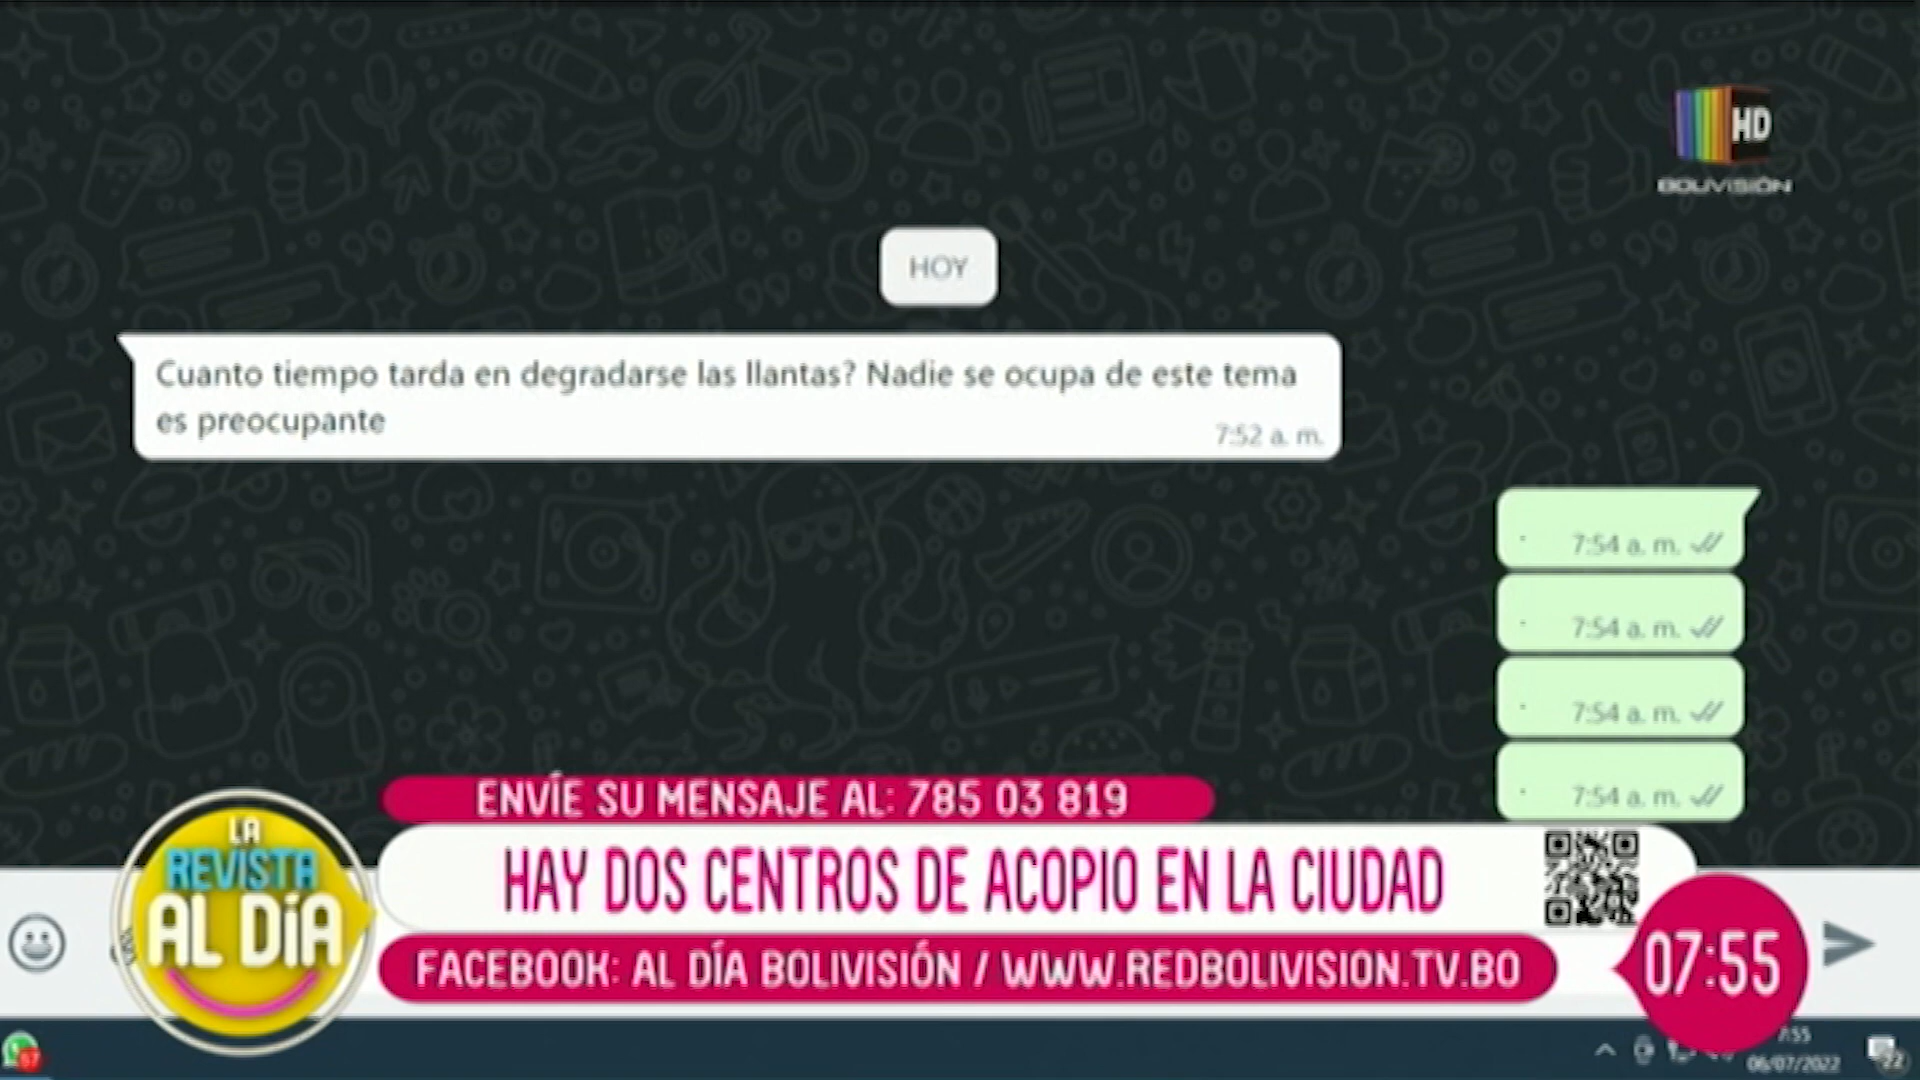 HD
BOLIVISIÓN
HOY
Cuanto tiempo tarda en degradarse las llantas? Nadie se ocupa de este tema
es preocupante
7:52 a. m.
. 7:54 a. m.
. 7:54 a. m.
. 7:54 a. m.
. 7:54 a. m.
ENVÍE SU MENSAJE AL: 785 03 819
LA
REVISTA
AL DÍA
HAY DOS CENTROS DE ACOPIO EN LA CIUDAD
FACEBOOK: AL DÍA BOLIVISIÓN / WWW.REDBOLIVISION.TV.BO
07:55
57
7:55
06/07/2022
22